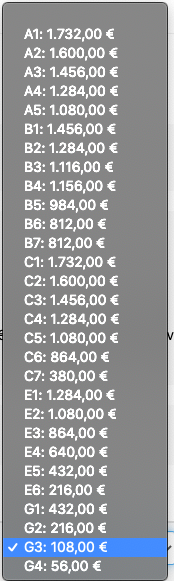 A1: 1.732,00 €
A2: 1.600,00 €
A3: 1.456,00 €
A4: 1.284,00 €
A5: 1.080,00 €
B1: 1.456,00 €
B2: 1.284,00 €
B3: 1.116,00 €
B4: 1.156,00 €
B5: 984,00 €
B6: 812,00 €
B7: 812,00 €
C1: 1.732,00 €
C2: 1.600,00 €
C3: 1.456,00 €
C4: 1.284,00 €
C5: 1.080,00 €
C6: 864,00 €
C7: 380,00 €
E1: 1.284,00 €
E2: 1.080,00 €
E3: 864,00 €
E4: 640,00 €
E5: 432,00 €
E6: 216,00 €
G1: 432,00 €
G2: 216,00 €
✓ G3: 108,00 €
G4: 56,00 €